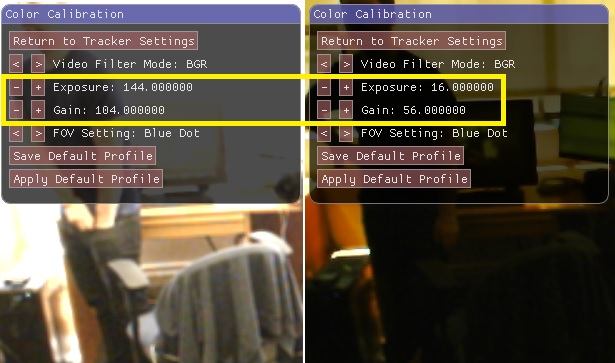 Color Calibration
Return to Tracker Settings
< > Video Filter Mode: BGR
- + Exposure: 144.000000
- + Gain: 104.000000
< > FOV Setting: Blue Dot
Save Default Profile
Apply Default Profile
Color Calibration
Return to Tracker Settings
< > Video Filter Mode: BGR
- + Exposure: 16.000000
- + Gain: 56.000000
< > FOV Setting: Blue Dot
Save Default Profile
Apply Default Profile